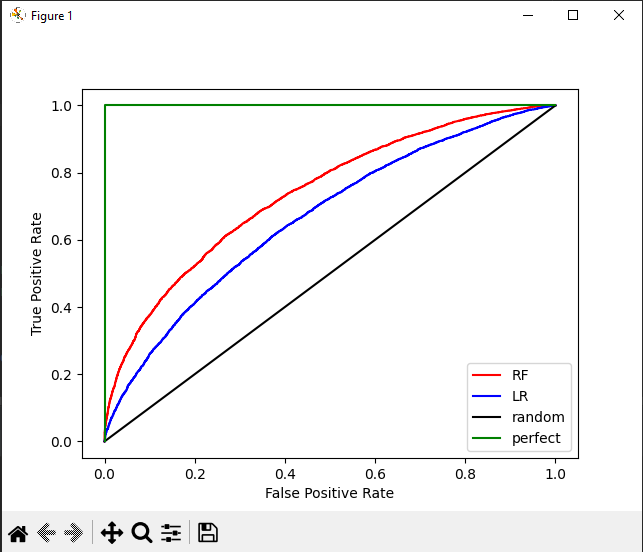 Figure 1
1.0
0.8
0.6
0.4
0.2
0.0
True Positive Rate
0.0 0.2 0.4 0.6 0.8 1.0
False Positive Rate
RF
LR
random
perfect